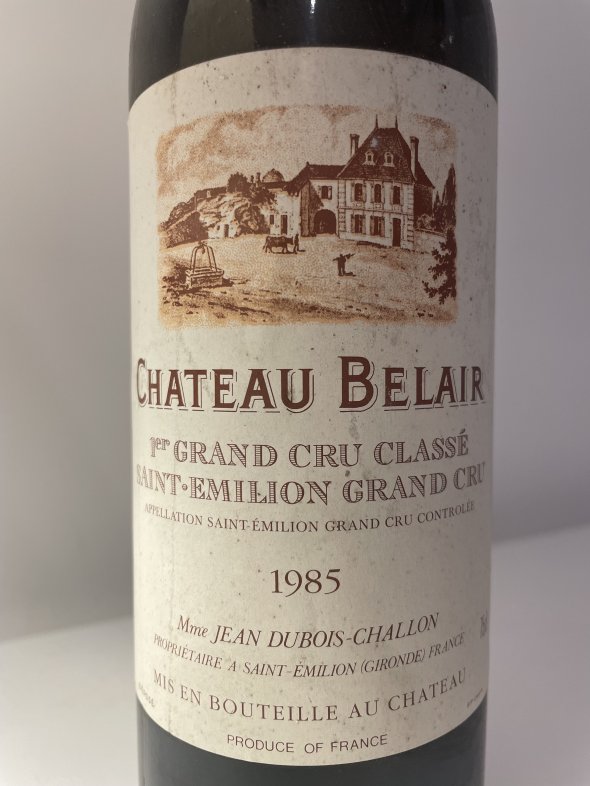 CHATEAU BELAIR
1er GRAND CRU CLASSÉ
SAINT-EMILION GRAND CRU
APPELLATION SAINT-ÉMILION GRAND CRU CONTROLÉE
1985
Mme JEAN DUBOIS-CHALLON
PROPRIÉTAIRE A SAINT-ÉMILION (GIRONDE) FRANCE
MIS EN BOUTEILLE AU CHATEAU
PRODUCE OF FRANCE